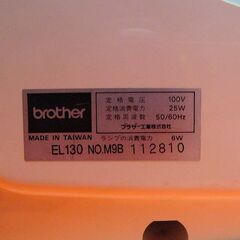 brother
定格電圧 100V
定格消費電力 25W
定格周波数 50/60Hz
ブラザー工業株式会社
MADE IN TAIWAN
ランプの消費電力 6W
EL130 NO.M9B 112810